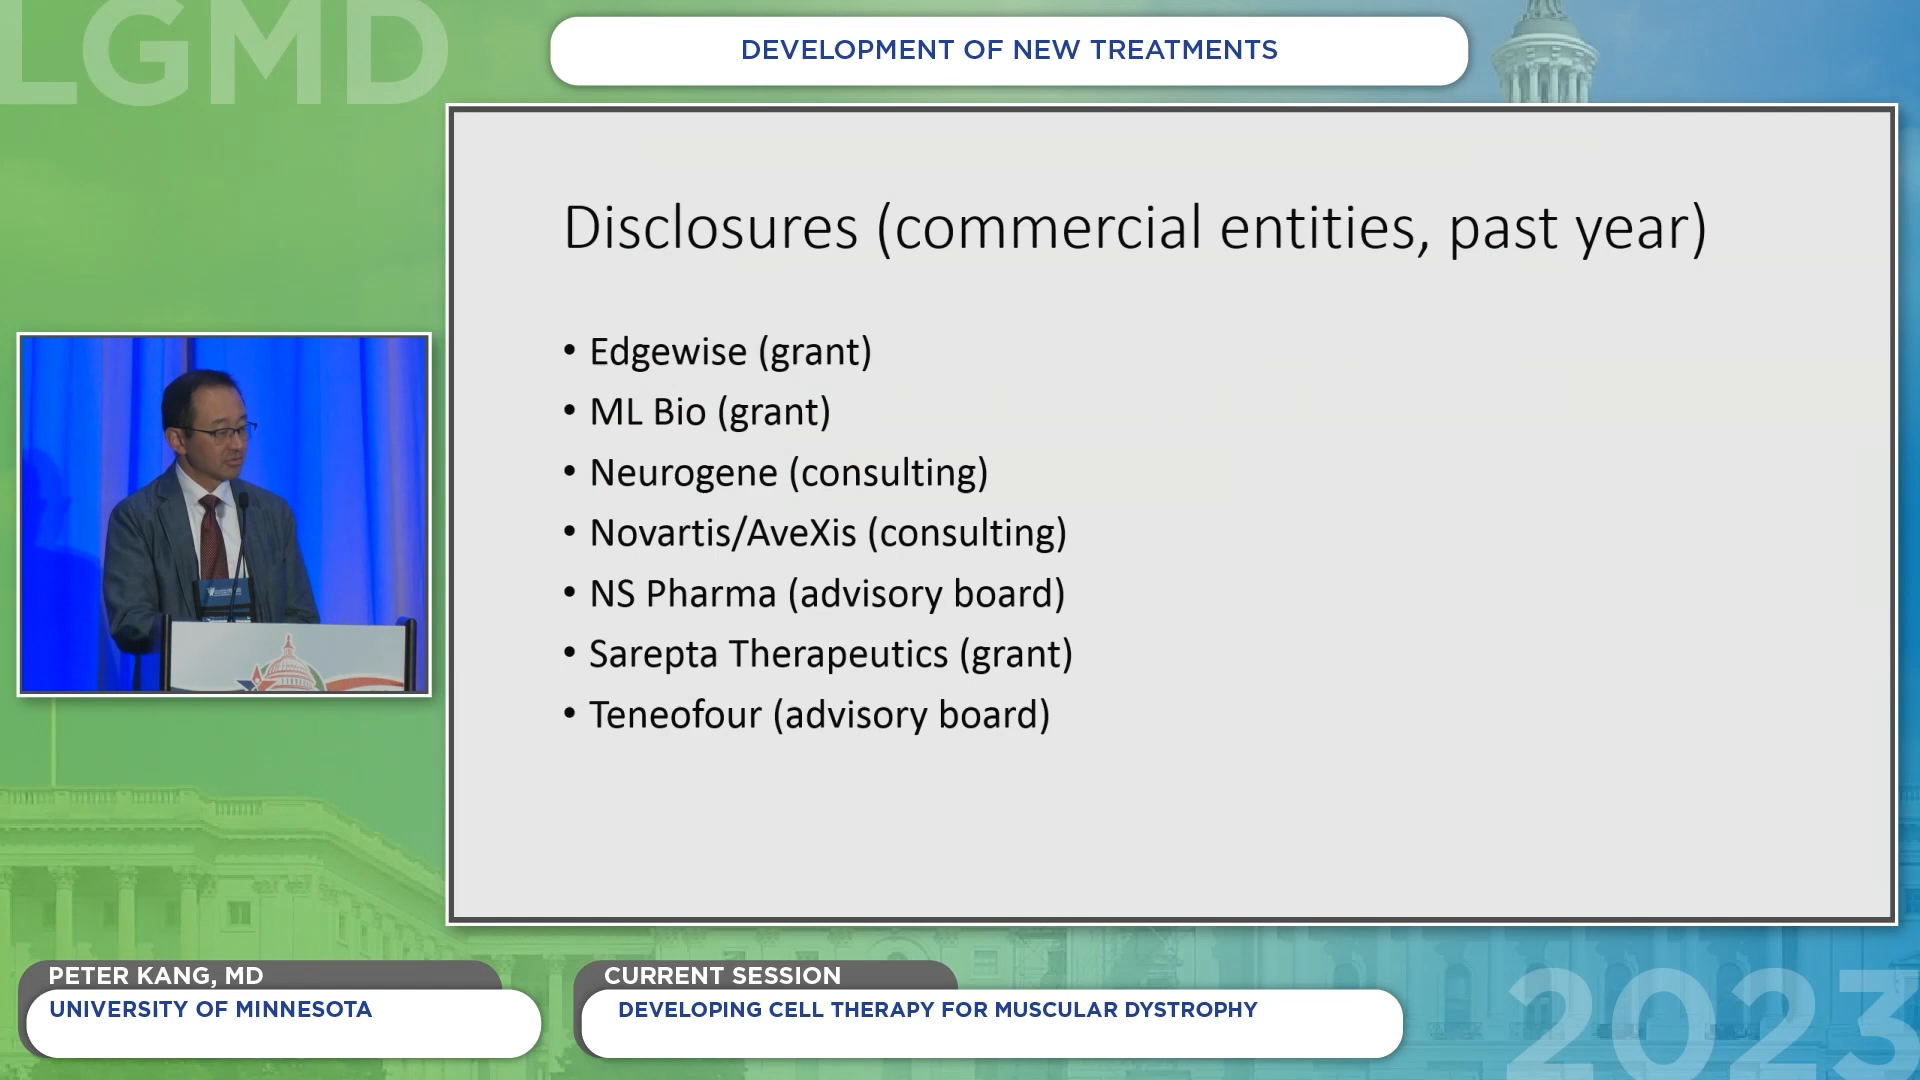 LGMD
DEVELOPMENT OF NEW TREATMENTS
Disclosures (commercial entities, past year)
• Edgewise (grant)
• ML Bio (grant)
• Neurogene (consulting)
• Novartis/AveXis (consulting)
• NS Pharma (advisory board)
• Sarepta Therapeutics (grant)
• Teneofour (advisory board)
PETER KANG, MD
UNIVERSITY OF MINNESOTA
CURRENT SESSION
DEVELOPING CELL THERAPY FOR MUSCULAR DYSTROPHY
2023